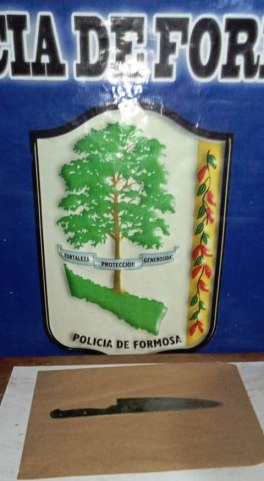 CIA DE FOR
FORTALEZA PROTECCION GENEROSIDAD
POLICIA DE FORMOSA